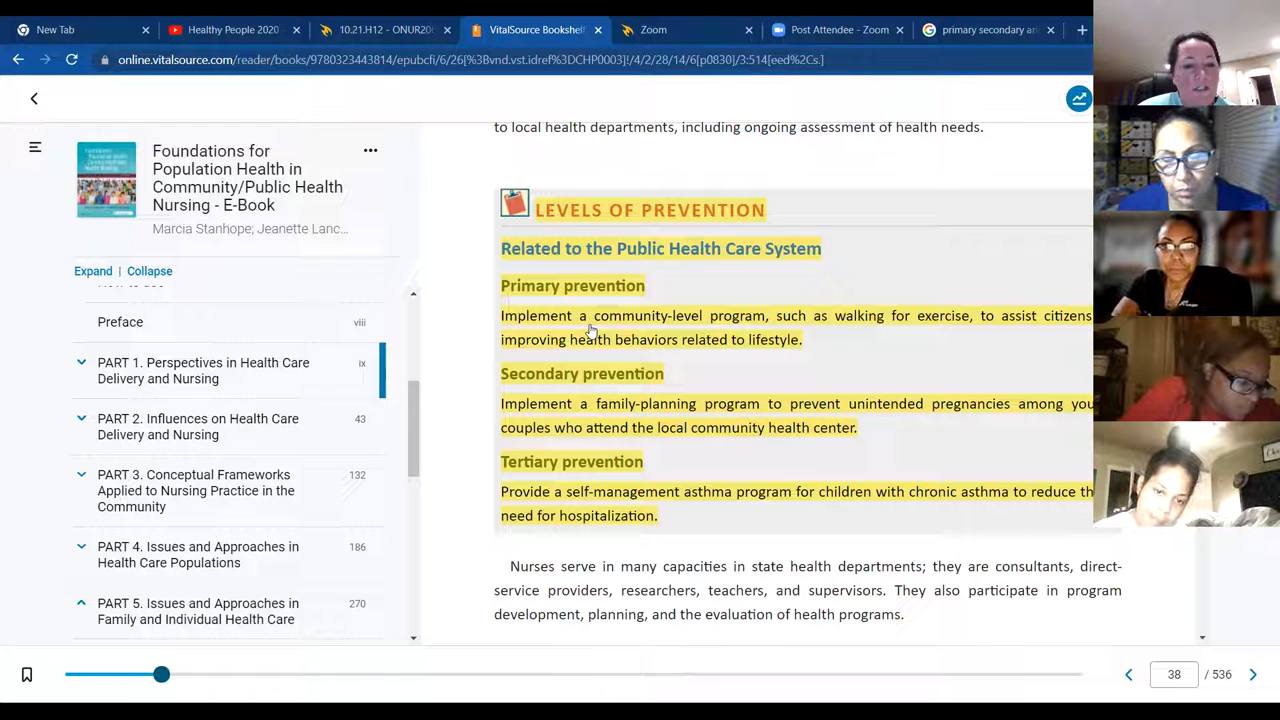 New Tab
Healthy People 2020 -
10.21.H12 - ONUR20
VitalSource Bookshelf
Zoom
Post Attendee - Zoom
primary secondary an
online.vitalsource.com/reader/books/9780323443814/epubcfi/6/26[%3Bvnd.vst.idref%3DCHP0003]!/4/2/28/14/6[p0830]/3:514[eed%2Cs.]
to local health departments, including ongoing assessment of health needs.
Foundations for
Population Health in
Community/Public Health
Nursing - E-Book
Marcia Stanhope; Jeanette Lanc...
Expand | Collapse
Preface viii
PART 1. Perspectives in Health Care ix
Delivery and Nursing
PART 2. Influences on Health Care 43
Delivery and Nursing
PART 3. Conceptual Frameworks 132
Applied to Nursing Practice in the
Community
PART 4. Issues and Approaches in 186
Health Care Populations
PART 5. Issues and Approaches in 270
Family and Individual Health Care
LEVELS OF PREVENTION
Related to the Public Health Care System
Primary prevention
Implement a community-level program, such as walking for exercise, to assist citizens
improving health behaviors related to lifestyle.
Secondary prevention
Implement a family-planning program to prevent unintended pregnancies among you
couples who attend the local community health center.
Tertiary prevention
Provide a self-management asthma program for children with chronic asthma to reduce th
need for hospitalization.
Nurses serve in many capacities in state health departments; they are consultants, direct-
service providers, researchers, teachers, and supervisors. They also participate in program
development, planning, and the evaluation of health programs.
38 / 536